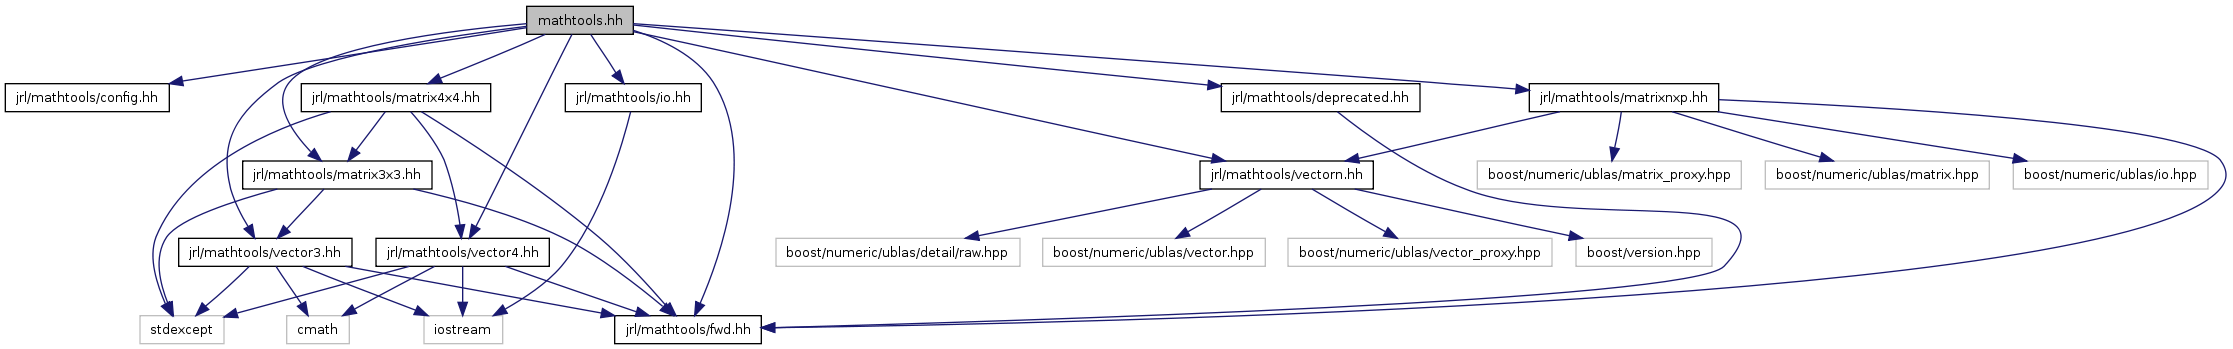 mathtools.hh
jrl/mathtools/config.hh
jrl/mathtools/matrix4x4.hh
jrl/mathtools/io.hh
jrl/mathtools/deprecated.hh
jrl/mathtools/matrixnxp.hh
jrl/mathtools/matrix3x3.hh
jrl/mathtools/vectorn.hh
boost/numeric/ublas/matrix_proxy.hpp
boost/numeric/ublas/matrix.hpp
boost/numeric/ublas/io.hpp
jrl/mathtools/vector3.hh
jrl/mathtools/vector4.hh
boost/numeric/ublas/detail/raw.hpp
boost/numeric/ublas/vector.hpp
boost/numeric/ublas/vector_proxy.hpp
boost/version.hpp
stdexcept
cmath
iostream
jrl/mathtools/fwd.hh